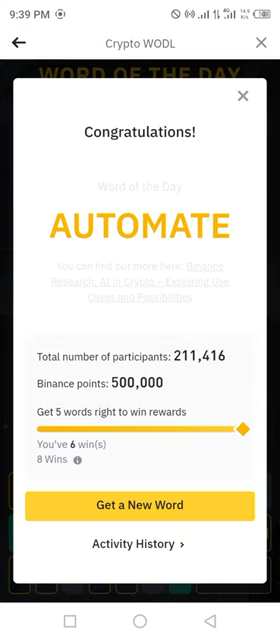 9:39 PM
4G
14.9
K/s
Crypto WODL
WORD OF THE DAY
Congratulations!
Word of the Day
AUTOMATE
You can find out more here: Binance
Research: AI in Crypto – Exploring Use
Cases and Possibilities
Total number of participants: 211,416
Binance points: 500,000
Get 5 words right to win rewards
You've 6 win(s)
8 Wins
Get a New Word
Activity History